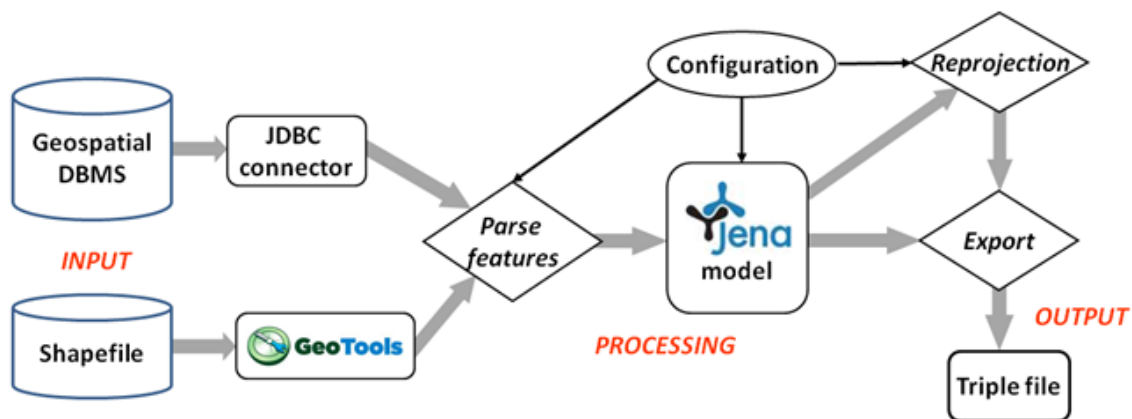 Geospatial
DBMS
JDBC
connector
Configuration
Reprojection
INPUT
Parse
features
Jena
model
Export
Shapefile
GeoTools
PROCESSING
OUTPUT
Triple file